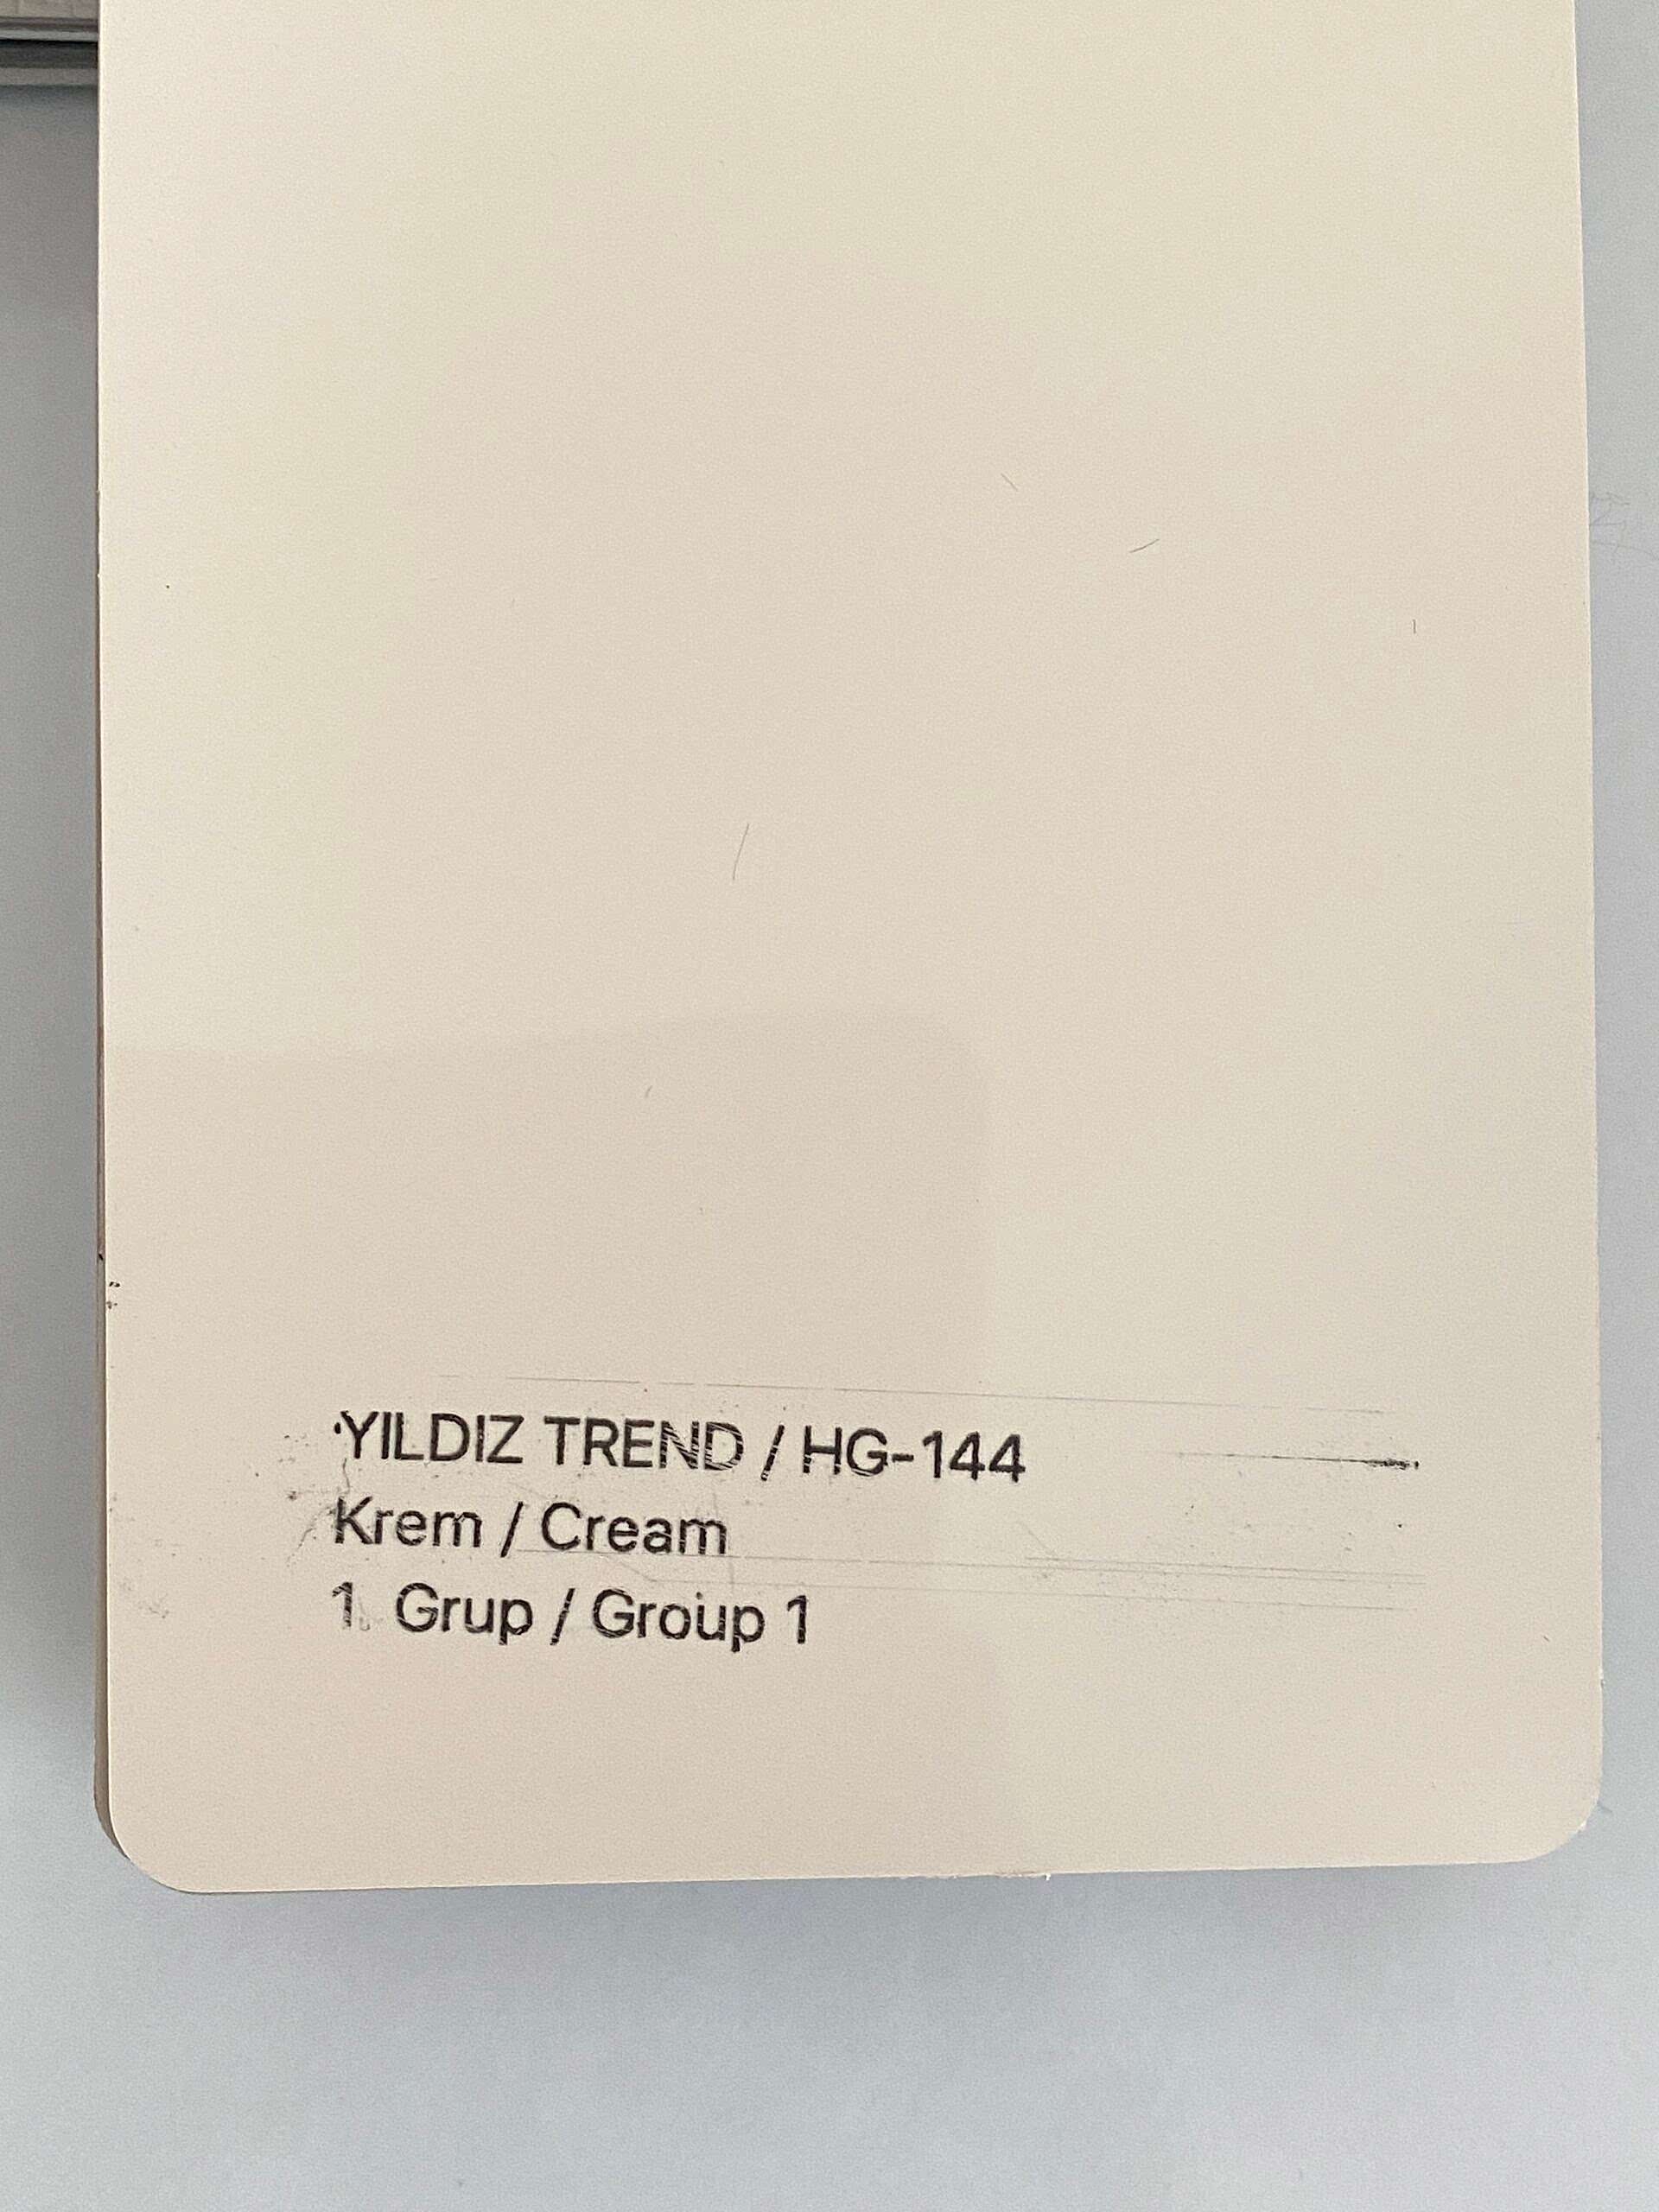 YILDIZ TREND / HG-144
Krem / Cream
1. Grup / Group 1